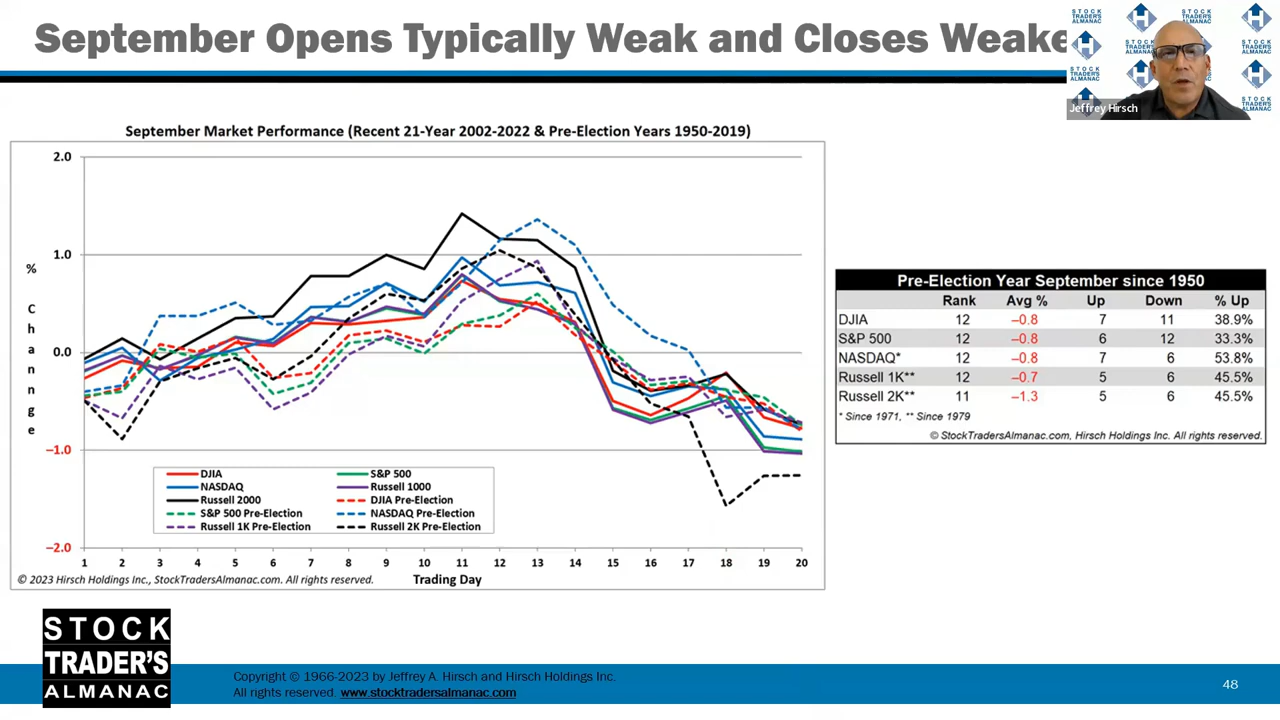 September Opens Typically Weak and Closes Weake
STOCK TRADER'S ALMANAC
Jeffrey Hirsch
September Market Performance (Recent 21-Year 2002-2022 & Pre-Election Years 1950-2019)
2.0
1.0
0.0
–1.0
–2.0
% Channge
DJIA
S&P 500
NASDAQ
Russell 1000
Russell 2000
DJIA Pre-Election
S&P 500 Pre-Election
NASDAQ Pre-Election
Russell 1K Pre-Election
Russell 2K Pre-Election
1 2 3 4 5 6 7 8 9 10 11 12 13 14 15 16 17 18 19 20
© 2023 Hirsch Holdings Inc., StockTradersAlmanac.com. All rights reserved.
Trading Day
Pre-Election Year September since 1950
Rank Avg % Up Down % Up
DJIA 12 –0.8 7 11 38.9%
S&P 500 12 –0.8 6 12 33.3%
NASDAQ* 12 –0.8 7 6 53.8%
Russell 1K** 12 –0.7 5 6 45.5%
Russell 2K** 11 –1.3 5 6 45.5%
* Since 1971, ** Since 1979
© StockTradersAlmanac.com, Hirsch Holdings Inc. All rights reserved.
STOCK
TRADER'S
ALMANAC
Copyright © 1966-2023 by Jeffrey A. Hirsch and Hirsch Holdings Inc.
All rights reserved. www.stocktradersalmanac.com
48